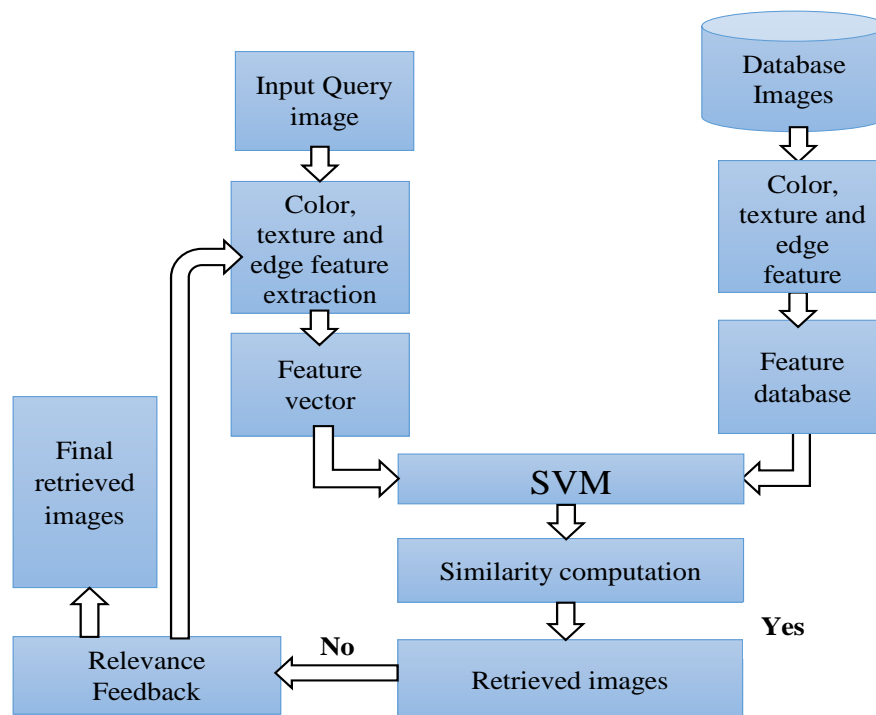 Input Query
image
Database
Images
Color,
texture and
edge feature
extraction
Color,
texture and
edge
feature
Feature
vector
Feature
database
Final
retrieved
images
SVM
Similarity computation
Yes
No
Relevance
Feedback
Retrieved images